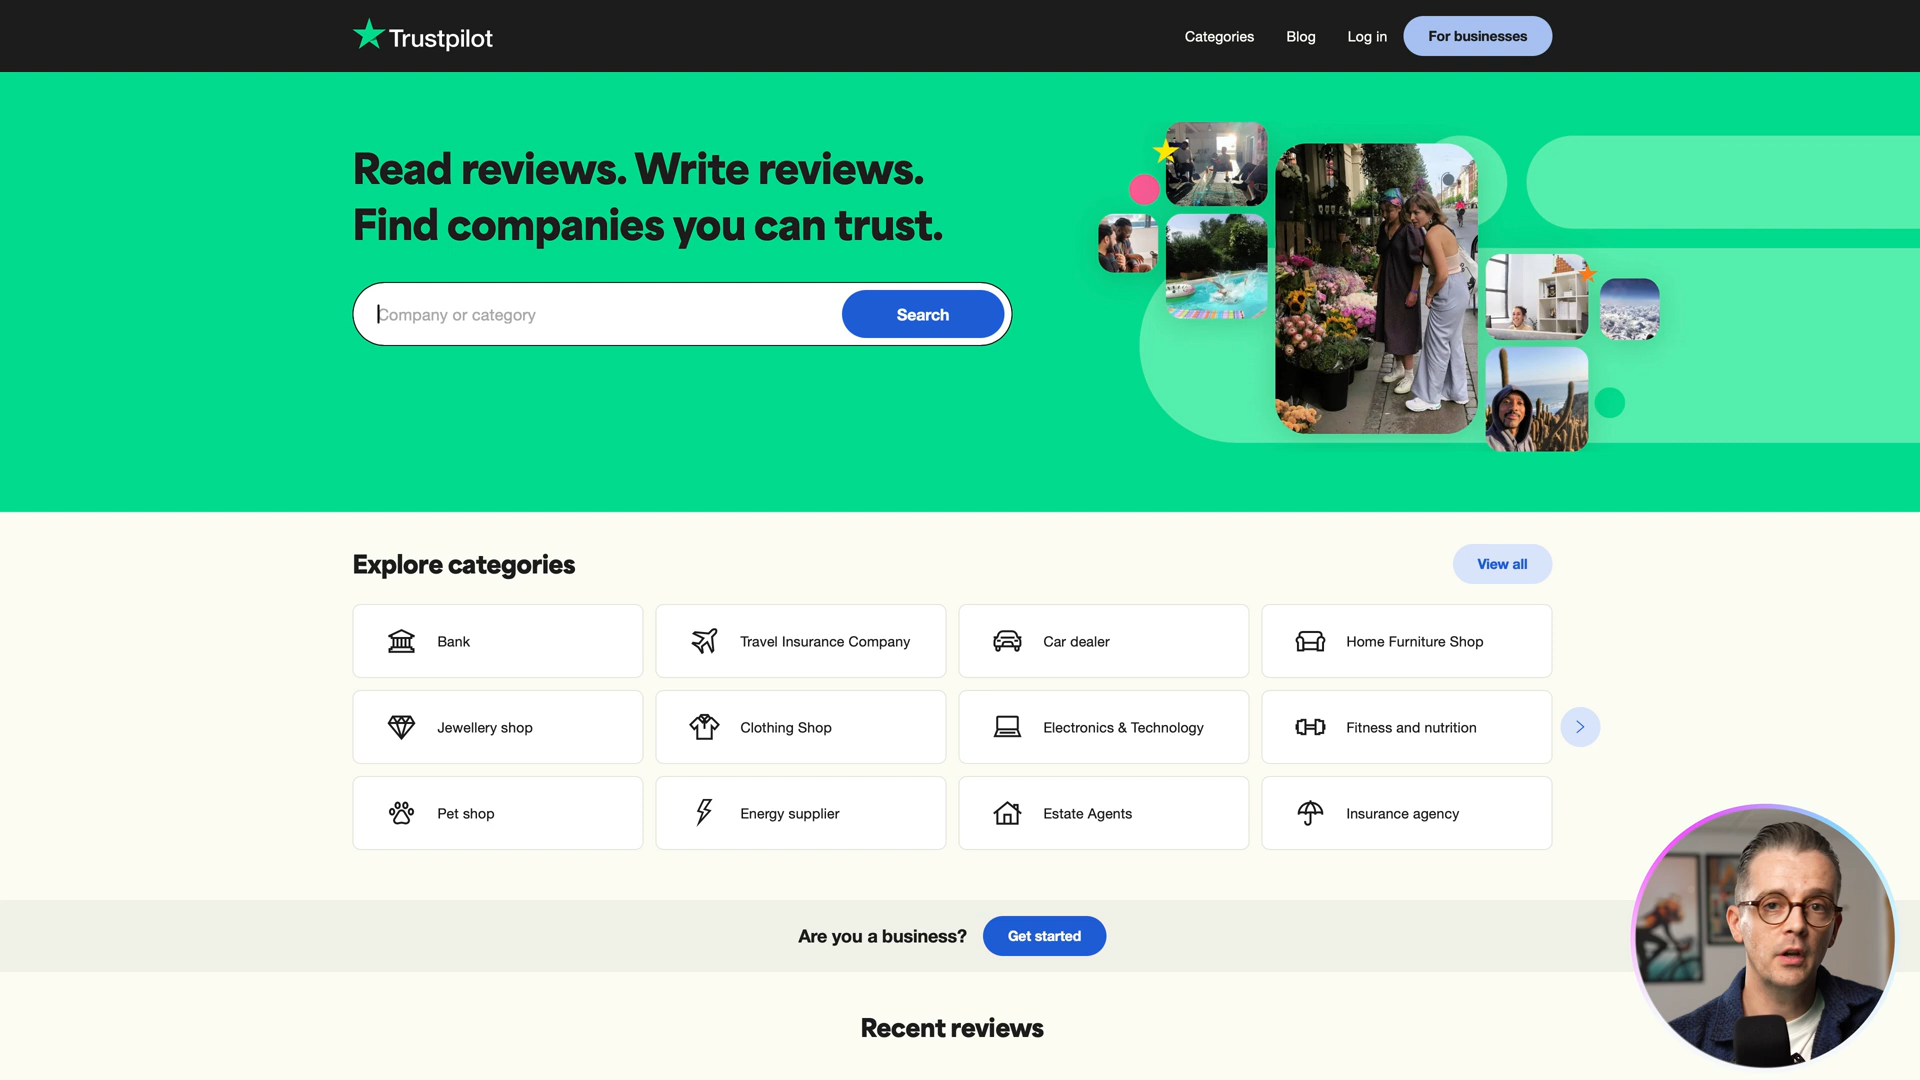 Trustpilot
Categories
Blog
Log in
For businesses
Read reviews. Write reviews.
Find companies you can trust.
Company or category
Search
Explore categories
View all
Bank
Travel Insurance Company
Car dealer
Home Furniture Shop
Jewellery shop
Clothing Shop
Electronics & Technology
Fitness and nutrition
Pet shop
Energy supplier
Estate Agents
Insurance agency
Are you a business?
Get started
Recent reviews